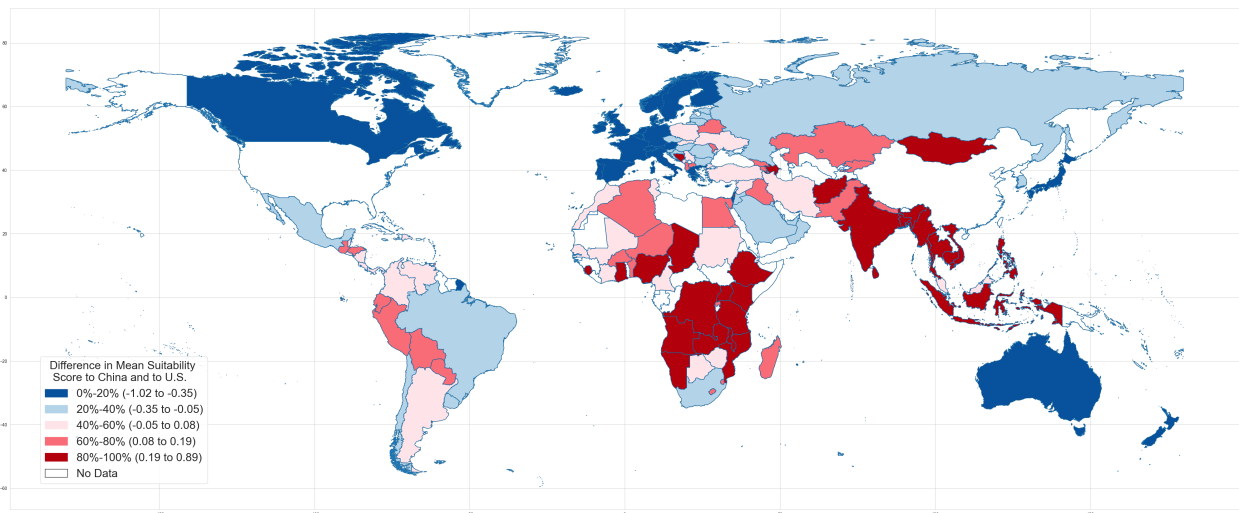 80
60
40
20
0
-20
-40
-60
Difference in Mean Suitability
Score to China and to U.S.
0%-20% (-1.02 to -0.35)
20%-40% (-0.35 to -0.05)
40%-60% (-0.05 to 0.08)
60%-80% (0.08 to 0.19)
80%-100% (0.19 to 0.89)
No Data